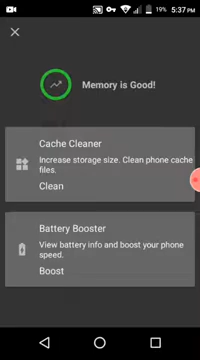 19% 5:37 PM
Memory is Good!
Cache Cleaner
Increase storage size. Clean phone cache
files.
Clean
Battery Booster
View battery info and boost your phone
speed.
Boost